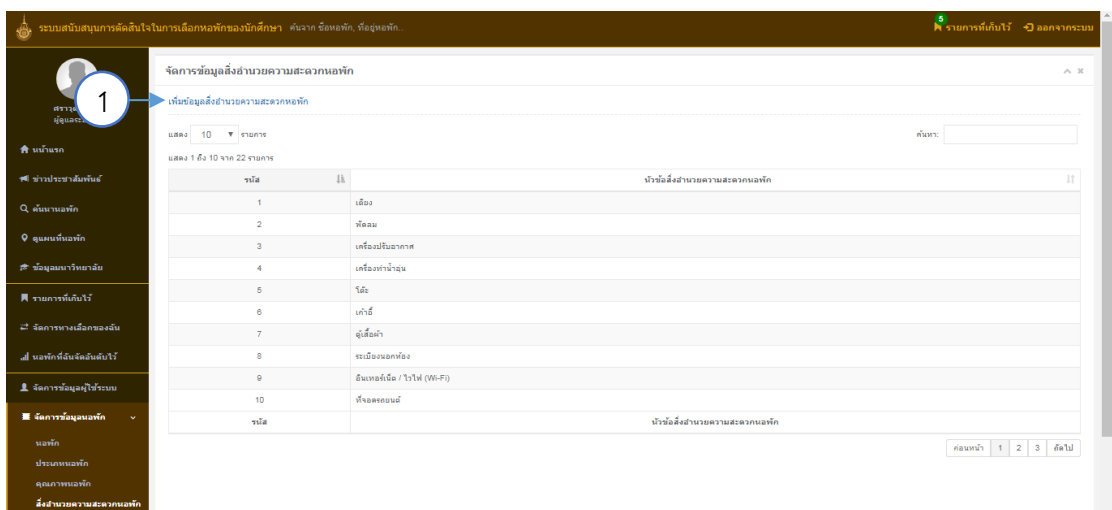 ระบบสนับสนุนการตัดสินใจในการเลือกหอพักของนักศึกษา ค้นจาก ชื่อหอพัก, ที่อยู่หอพัก..
5
รายการที่เก็บไว้ ออกจากระบบ
จัดการข้อมูลสิ่งอำนวยความสะดวกหอพัก
1
เพิ่มข้อมูลสิ่งอำนวยความสะดวกหอพัก
แสดง 10 รายการ
ค้นหา:
แสดง 1 ถึง 10 จาก 22 รายการ
รหัส หัวข้อสิ่งอำนวยความสะดวกหอพัก
1 เตียง
2 พัดลม
3 เครื่องปรับอากาศ
4 เครื่องทำน้ำอุ่น
5 โต๊ะ
6 เก้าอี้
7 ตู้เสื้อผ้า
8 ระเบียงนอกห้อง
9 อินเทอร์เน็ต / ไวไฟ (Wi-Fi)
10 ที่จอดรถยนต์
รหัส หัวข้อสิ่งอำนวยความสะดวกหอพัก
ก่อนหน้า 1 2 3 ถัดไป
หน้าแรก
ข่าวประชาสัมพันธ์
ค้นหาหอพัก
ดูแผนที่หอพัก
ข้อมูลมหาวิทยาลัย
รายการที่เก็บไว้
จัดการทางเลือกของฉัน
หอพักที่ฉันจัดอันดับไว้
จัดการข้อมูลผู้ใช้ระบบ
จัดการข้อมูลหอพัก
หอพัก
ประเภทหอพัก
คุณภาพหอพัก
สิ่งอำนวยความสะดวกหอพัก